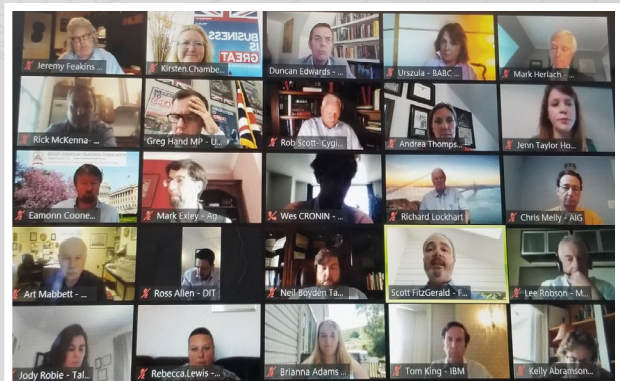 BUSINESS
IS
GREAT
Jeremy Feakins ...
Kirsten Chambe...
Duncan Edwards - ...
Urszula - BABC ...
Mark Herlach - ...
Rick McKenna- ...
Greg Hand MP - U...
Rob Scott- Cygi...
Andrea Thomps...
Jenn Taylor Ho...
Eamonn Coone...
Mark Exley - Ag...
Wes CRONIN - ...
Richard Lockhart
Chris Melly - AIG
Art Mabbett - ...
Ross Allen - DIT
Neil Boyden Ta...
Scott FitzGerald - F...
Lee Robson - M...
Jody Robie - Tal...
Rebecca Lewis - ...
Brianna Adams ...
Tom King - IBM
Kelly Abramson...